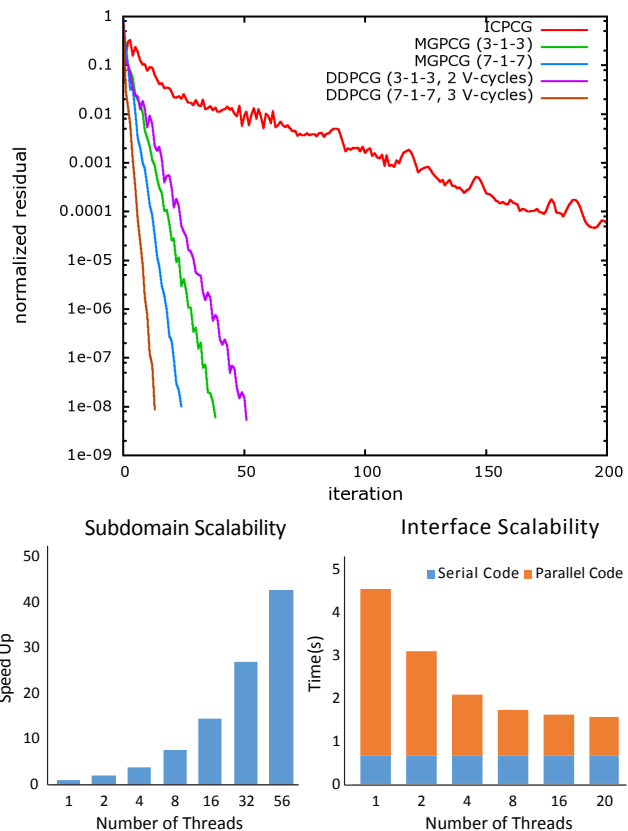 1
0.1
0.01
0.001
0.0001
1e-05
1e-06
1e-07
1e-08
1e-09
normalized residual
ICPCG
MGPCG (3-1-3)
MGPCG (7-1-7)
DDPCG (3-1-3, 2 V-cycles)
DDPCG (7-1-7, 3 V-cycles)
0 50 100 150 200
iteration
Subdomain Scalability
50
40
30
20
10
0
Speed Up
1 2 4 8 16 32 56
Number of Threads
Interface Scalability
Serial Code Parallel Code
5
4
3
2
1
0
Time(s)
1 2 4 8 16 20
Number of Threads